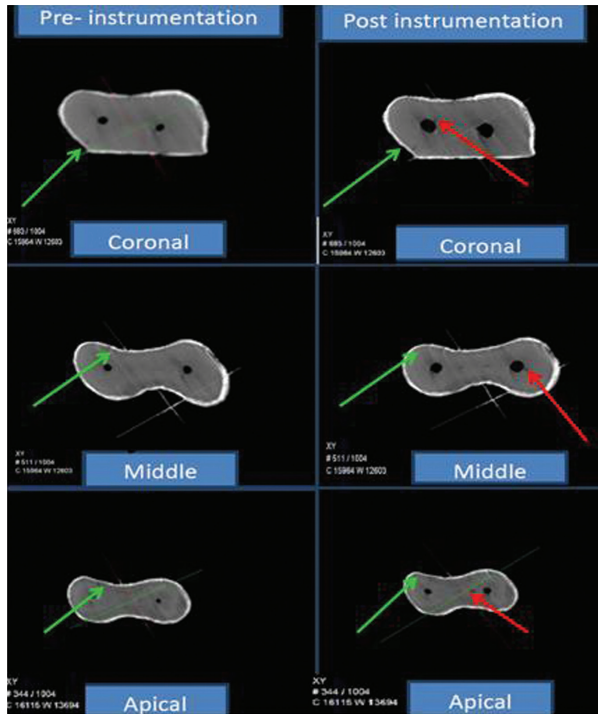 Pre- instrumentation
Post instrumentation
XY
# 693 / 1004
C 15964 W 12603
Coronal
XY
# 693 / 1004
C 15964 W 12603
Coronal
XY
# 511 / 1004
C 15964 W 12603
Middle
XY
# 511 / 1004
C 15964 W 12603
Middle
XY
# 344 / 1004
C 16115 W 13694
Apical
XY
# 344 / 1004
C 16115 W 13694
Apical